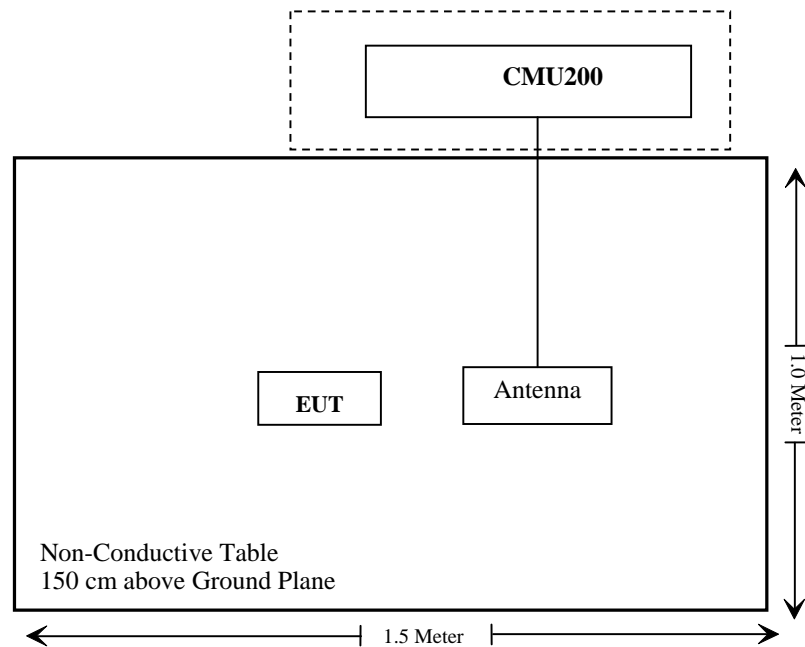 CMU200
EUT
Antenna
1.0 Meter
Non-Conductive Table
150 cm above Ground Plane
1.5 Meter